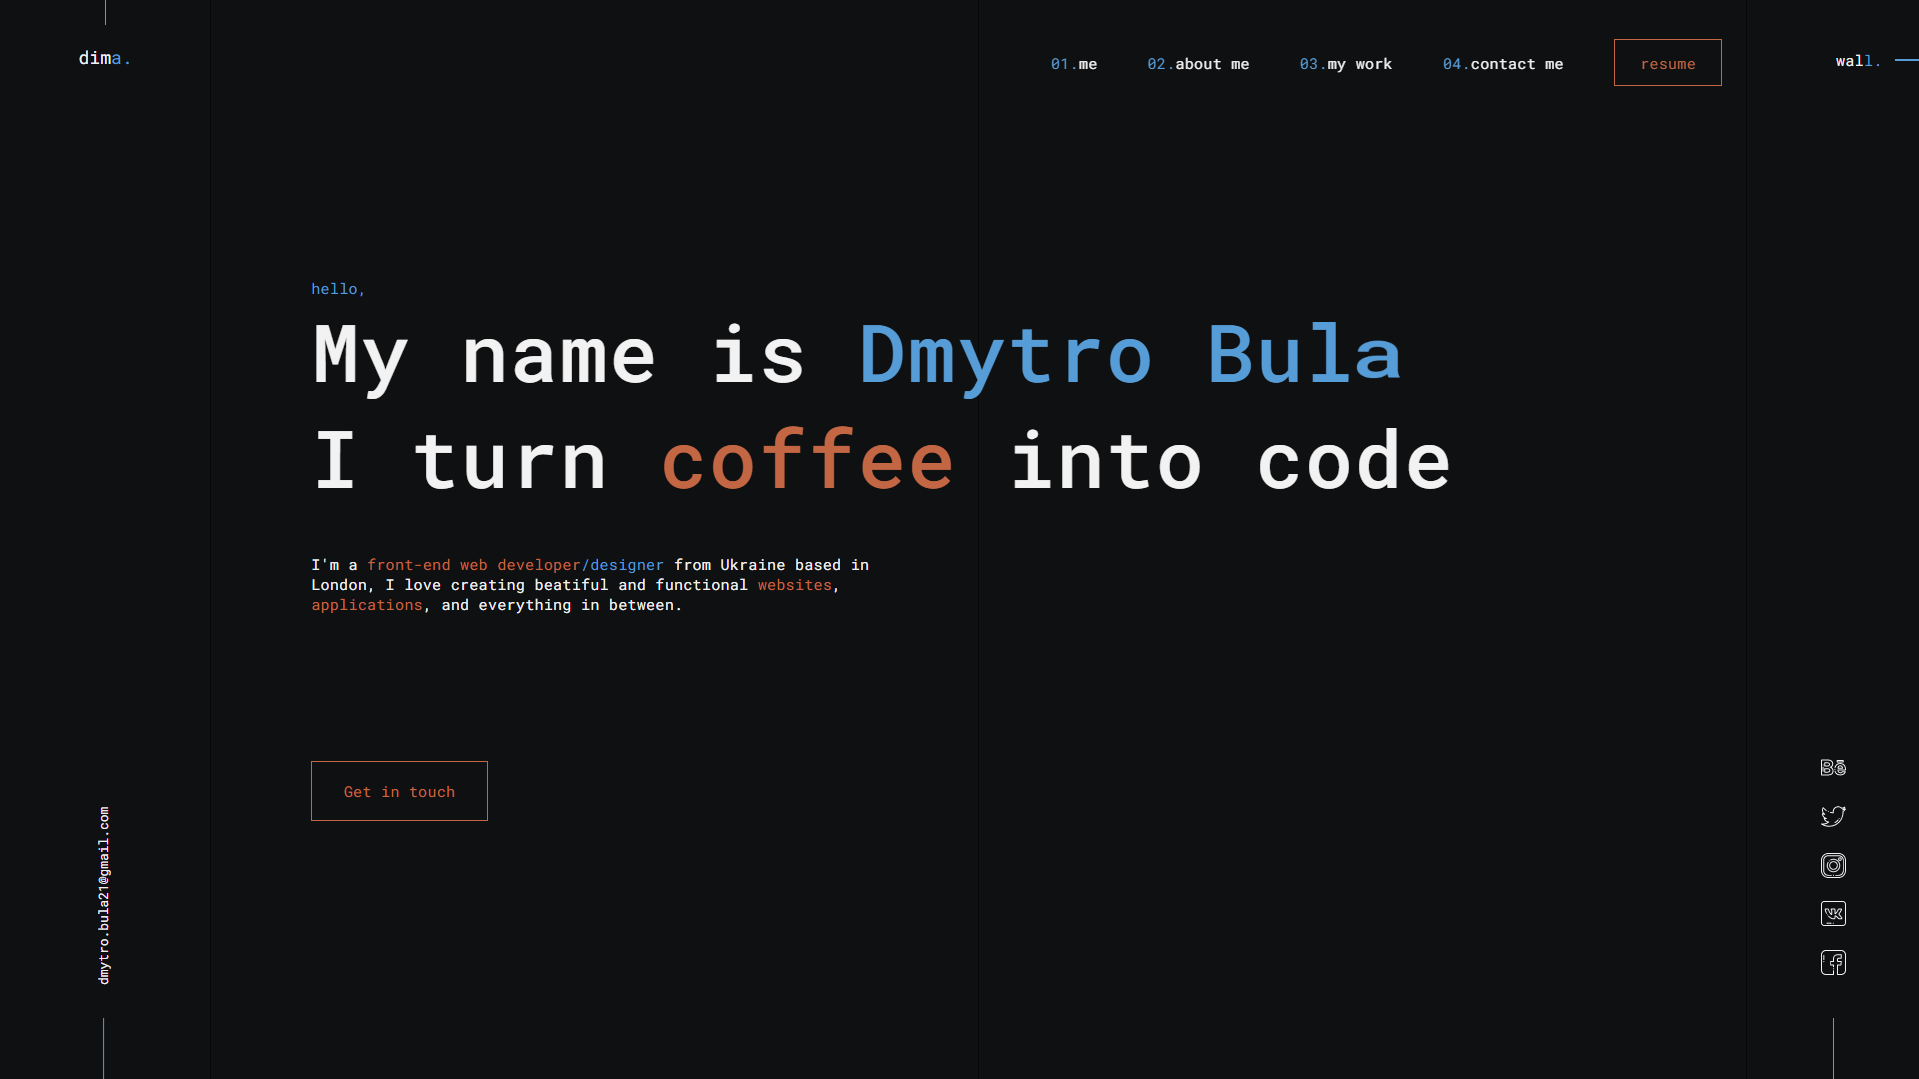 dima.
01.me 02.about me 03.my work 04.contact me resume
wall.
hello,
My name is Dmytro Bula
I turn coffee into code
I'm a front-end web developer/designer from Ukraine based in
London, I love creating beatiful and functional websites,
applications, and everything in between.
Get in touch
dmytro.bula21@gmail.com
Bē